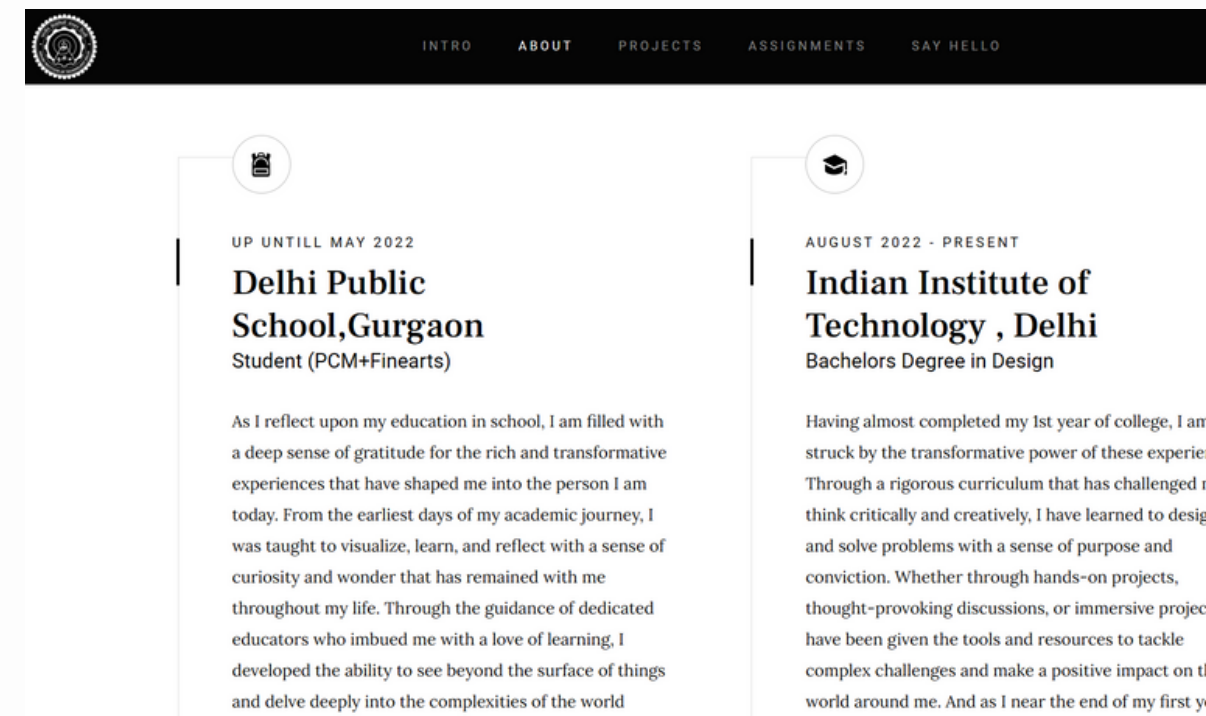 INTRO ABOUT PROJECTS ASSIGNMENTS SAY HELLO
UP UNTILL MAY 2022
Delhi Public
School,Gurgaon
Student (PCM+Finearts)
As I reflect upon my education in school, I am filled with
a deep sense of gratitude for the rich and transformative
experiences that have shaped me into the person I am
today. From the earliest days of my academic journey, I
was taught to visualize, learn, and reflect with a sense of
curiosity and wonder that has remained with me
throughout my life. Through the guidance of dedicated
educators who imbued me with a love of learning, I
developed the ability to see beyond the surface of things
and delve deeply into the complexities of the world
AUGUST 2022 - PRESENT
Indian Institute of
Technology , Delhi
Bachelors Degree in Design
Having almost completed my 1st year of college, I am
struck by the transformative power of these
Through a rigorous curriculum that has challenged
think critically and creatively, I have learned to
and solve problems with a sense of purpose and
conviction. Whether through hands-on projects,
thought-provoking discussions, or immersive
have been given the tools and resources to tackle
complex challenges and make a positive impact on
world around me. And as I near the end of my first